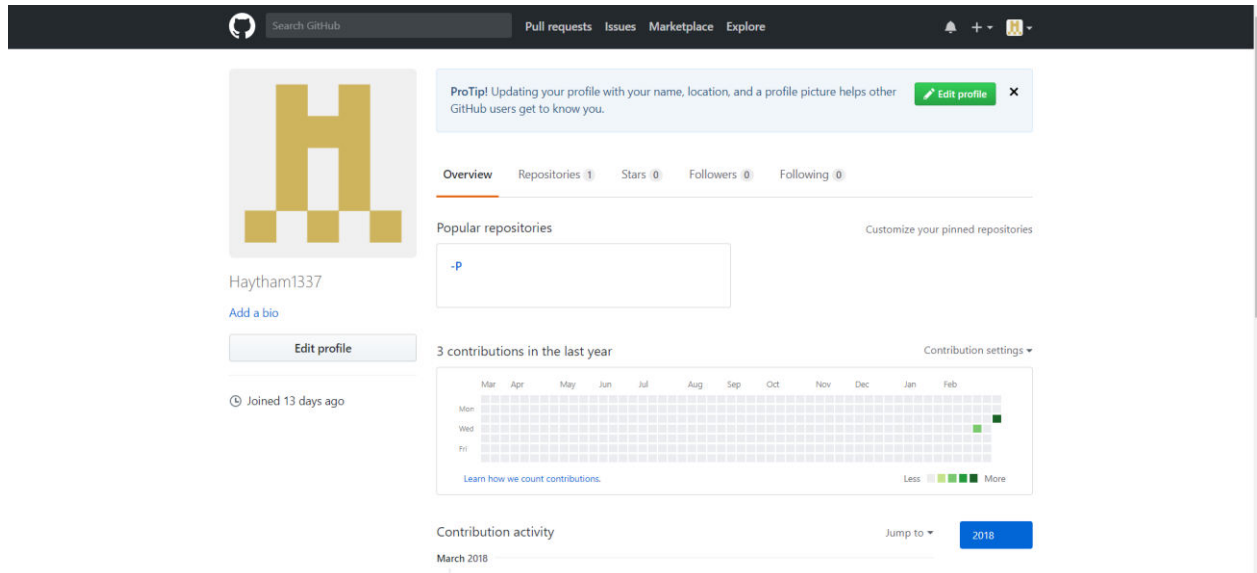 Search GitHub
Pull requests Issues Marketplace Explore
ProTip! Updating your profile with your name, location, and a profile picture helps other
GitHub users get to know you.
Edit profile
Overview Repositories 1 Stars 0 Followers 0 Following 0
Popular repositories
Customize your pinned repositories
-P
Haytham1337
Add a bio
Edit profile
Joined 13 days ago
3 contributions in the last year
Contribution settings
Mar Apr May Jun Jul Aug Sep Oct Nov Dec Jan Feb
Mon
Wed
Fri
Learn how we count contributions.
Less More
Contribution activity
Jump to
2018
March 2018